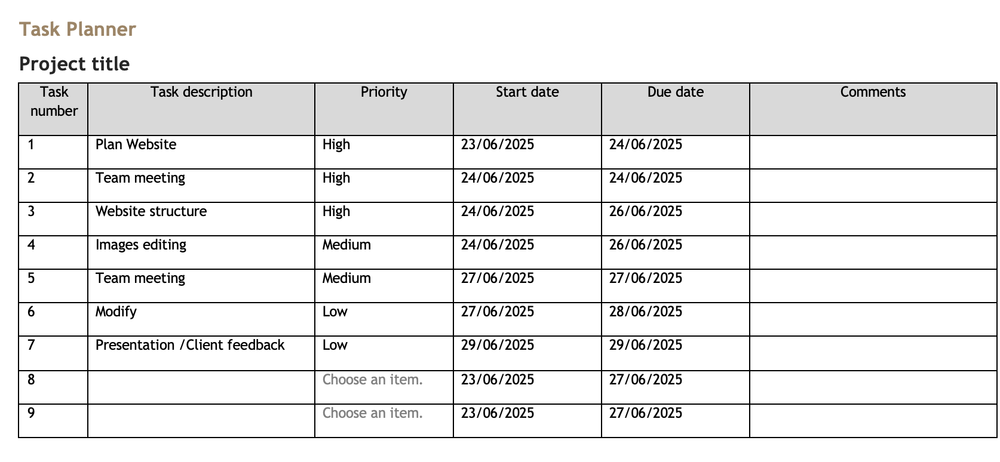 Task Planner
Project title
Task number Task description Priority Start date Due date Comments
1 Plan Website High 23/06/2025 24/06/2025
2 Team meeting High 24/06/2025 24/06/2025
3 Website structure High 24/06/2025 26/06/2025
4 Images editing Medium 24/06/2025 26/06/2025
5 Team meeting Medium 27/06/2025 27/06/2025
6 Modify Low 27/06/2025 28/06/2025
7 Presentation /Client feedback Low 29/06/2025 29/06/2025
8 Choose an item. 23/06/2025 27/06/2025
9 Choose an item. 23/06/2025 27/06/2025